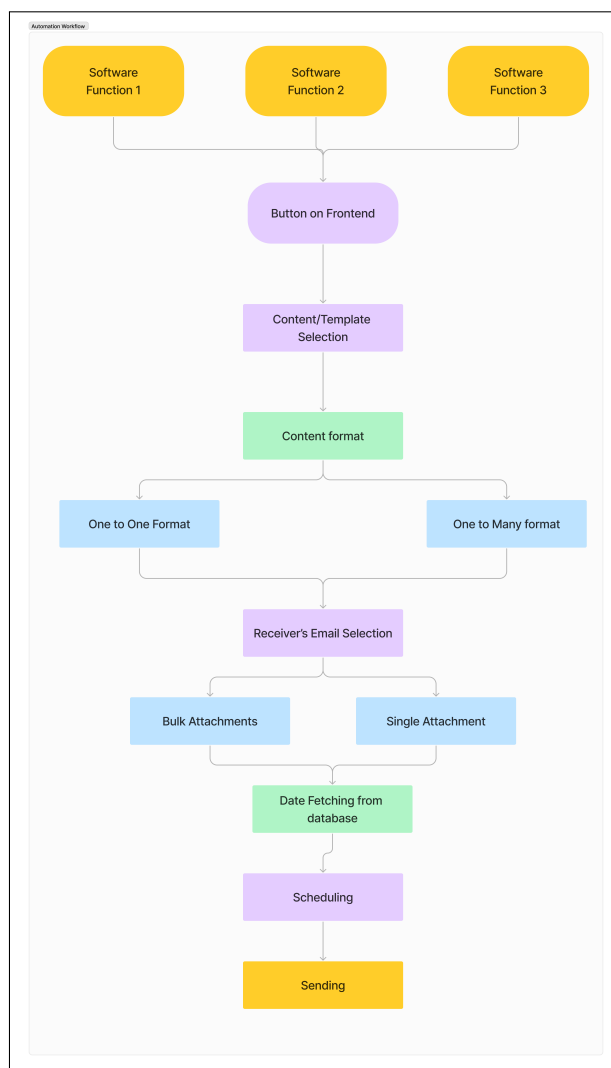 Automation Workflow
Software
Function 1
Software
Function 2
Software
Function 3
Button on Frontend
Content/Template
Selection
Content format
One to One Format
One to Many format
Receiver's Email Selection
Bulk Attachments
Single Attachment
Date Fetching from
database
Scheduling
Sending